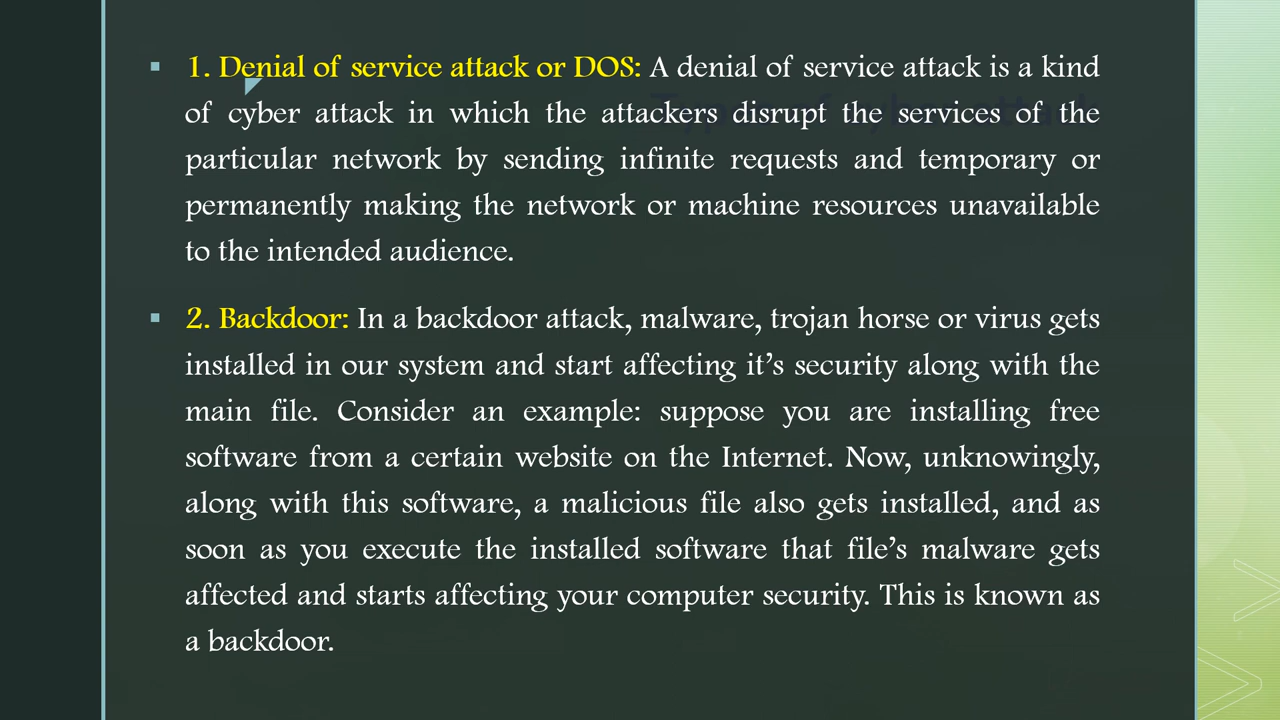 ▪ 1. Denial of service attack or DOS: A denial of service attack is a kind
of cyber attack in which the attackers disrupt the services of the
particular network by sending infinite requests and temporary or
permanently making the network or machine resources unavailable
to the intended audience.
▪ 2. Backdoor: In a backdoor attack, malware, trojan horse or virus gets
installed in our system and start affecting it’s security along with the
main file. Consider an example: suppose you are installing free
software from a certain website on the Internet. Now, unknowingly,
along with this software, a malicious file also gets installed, and as
soon as you execute the installed software that file’s malware gets
affected and starts affecting your computer security. This is known as
a backdoor.